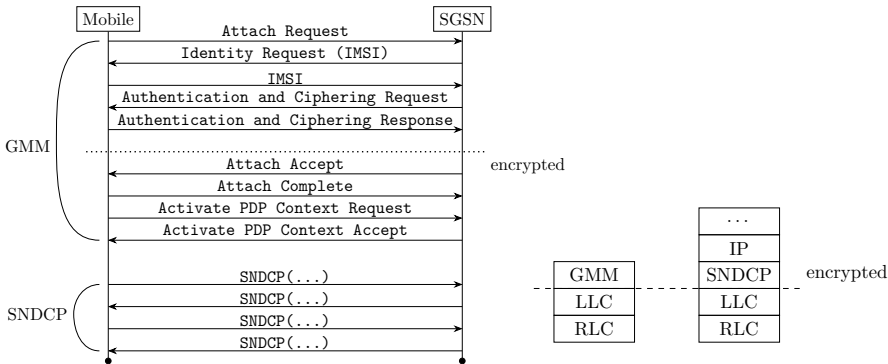 Mobile SGSN
Attach Request
Identity Request (IMSI)
IMSI
Authentication and Ciphering Request
Authentication and Ciphering Response
GMM
encrypted
Attach Accept
Attach Complete
Activate PDP Context Request
Activate PDP Context Accept
SNDCP(...)
SNDCP(...)
SNDCP(...)
SNDCP(...)
SNDCP
GMM
LLC
RLC
...
IP
SNDCP
LLC
RLC
encrypted